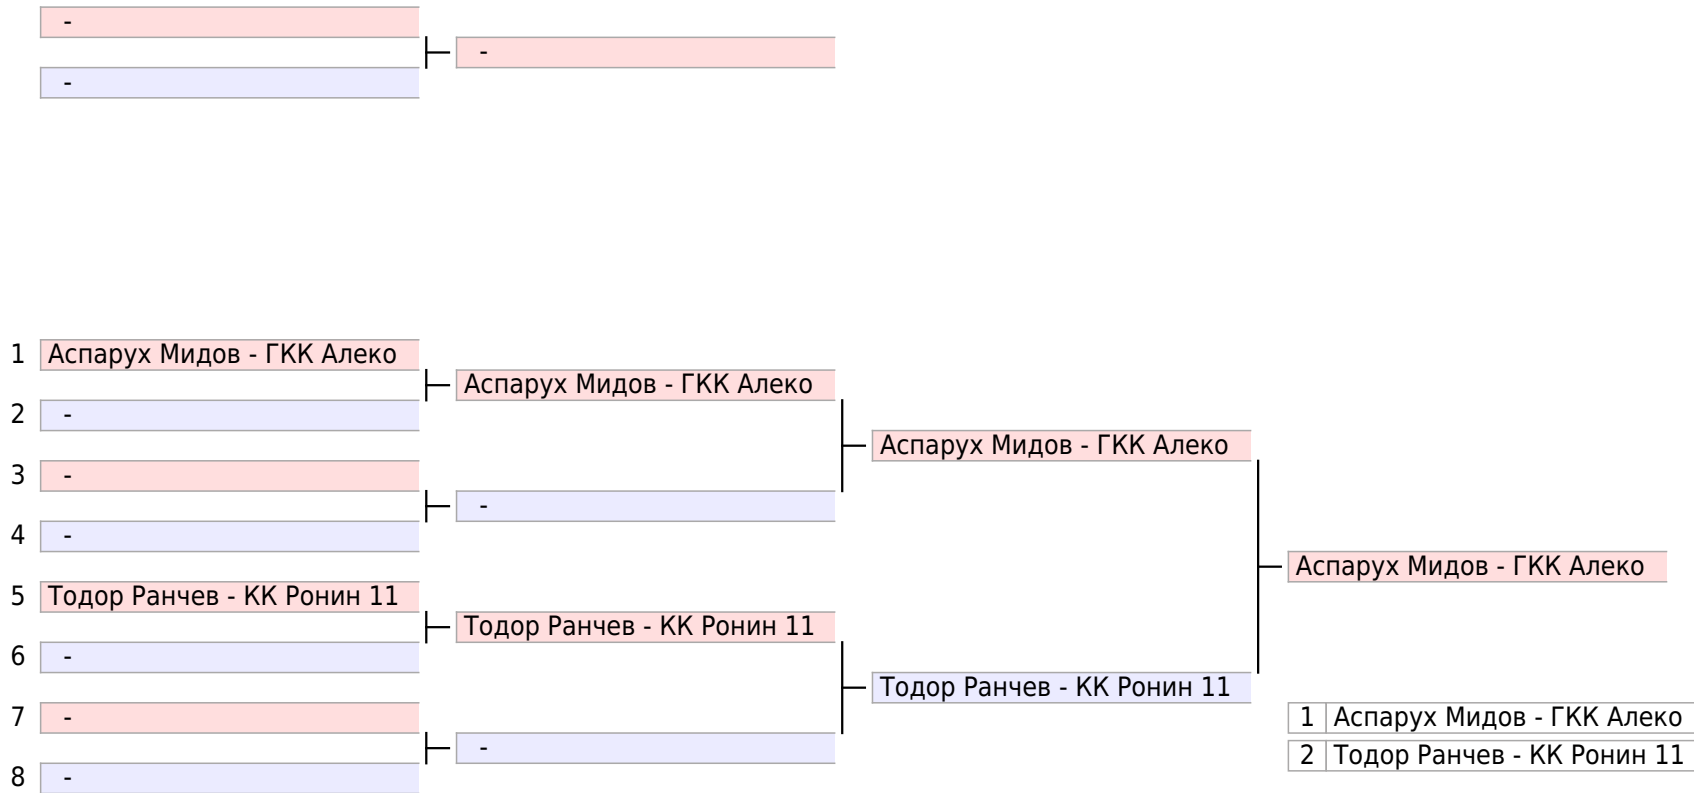 -
-
-
1 Аспарух Мидов - ГКК Алеко
Аспарух Мидов - ГКК Алеко
2 -
Аспарух Мидов - ГКК Алеко
3 -
-
4 -
Аспарух Мидов - ГКК Алеко
5 Тодор Ранчев - КК Ронин 11
Тодор Ранчев - КК Ронин 11
6 -
Тодор Ранчев - КК Ронин 11
7 -
1 Аспарух Мидов - ГКК Алеко
-
2 Тодор Ранчев - КК Ронин 11
8 -